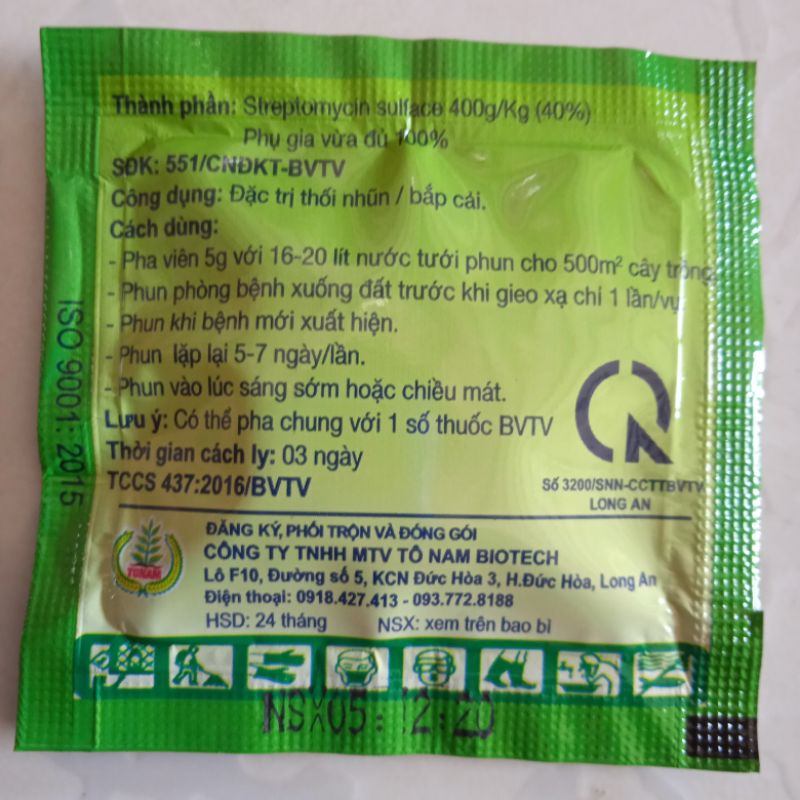 Thành phần: Streptomycin sulface 400g/Kg (40%)
Phụ gia vừa đủ 100%
SĐK: 551/CNĐKT-BVTV
Công dụng: Đặc trị thối nhũn / bắp cải.
Cách dùng:
- Pha viên 5g với 16-20 lít nước tưới phun cho 500m² cây trồng.
- Phun phòng bệnh xuống đất trước khi gieo xạ chỉ 1 lần/vụ
- Phun khi bệnh mới xuất hiện.
- Phun lặp lại 5-7 ngày/lần.
- Phun vào lúc sáng sớm hoặc chiều mát.
Lưu ý: Có thể pha chung với 1 số thuốc BVTV
Thời gian cách ly: 03 ngày
TCCS 437:2016/BVTV
Số 3200/SNN-CCTTBVTV
LONG AN
ISO 9001: 2015
TONAM
ĐĂNG KÝ, PHỐI TRỘN VÀ ĐÓNG GÓI
CÔNG TY TNHH MTV TÔ NAM BIOTECH
Lô F10, Đường số 5, KCN Đức Hòa 3, H.Đức Hòa, Long An
Điện thoại: 0918.427.413 - 093.772.8188
HSD: 24 tháng NSX: xem trên bao bì
NSX05.12.20